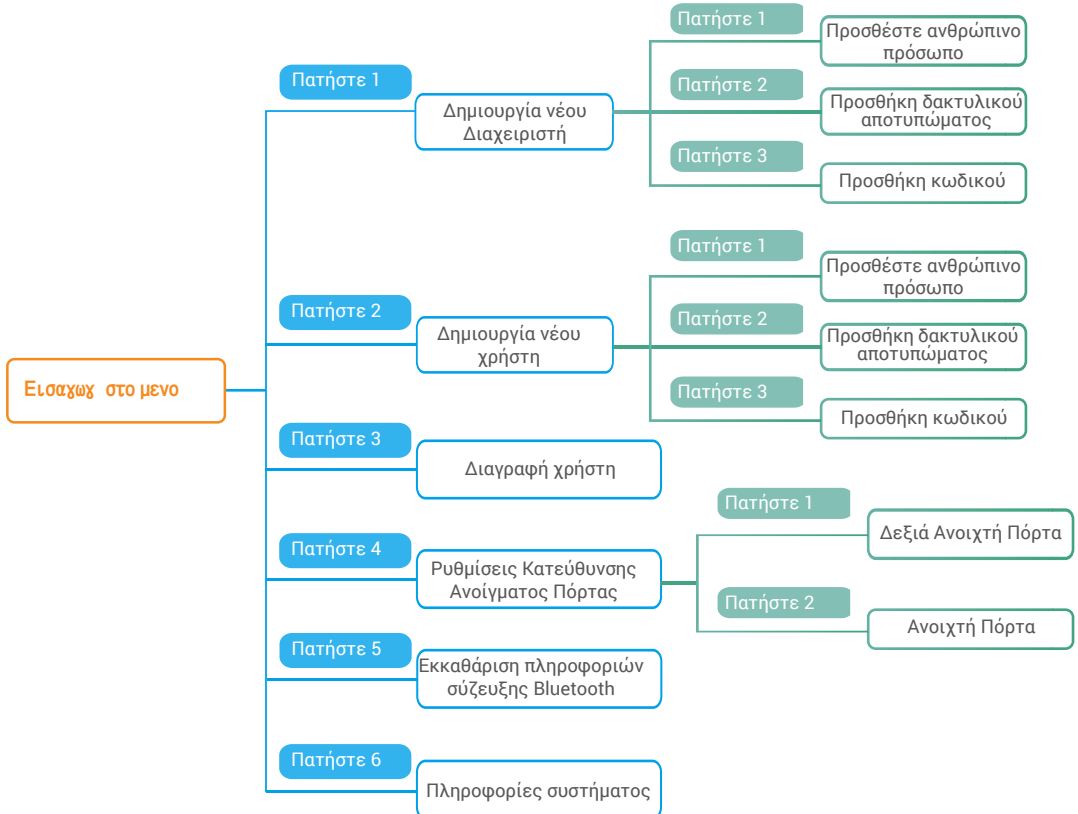 Εισαγωγ στο μενο
Πατήστε 1
Δημιουργία νέου
Διαχειριστή
Πατήστε 1
Προσθέστε ανθρώπινο
πρόσωπο
Πατήστε 2
Προσθήκη δακτυλικού
αποτυπώματος
Πατήστε 3
Προσθήκη κωδικού
Πατήστε 2
Δημιουργία νέου
χρήστη
Πατήστε 1
Προσθέστε ανθρώπινο
πρόσωπο
Πατήστε 2
Προσθήκη δακτυλικού
αποτυπώματος
Πατήστε 3
Προσθήκη κωδικού
Πατήστε 3
Διαγραφή χρήστη
Πατήστε 4
Ρυθμίσεις Κατεύθυνσης
Ανοίγματος Πόρτας
Πατήστε 1
Δεξιά Ανοιχτή Πόρτα
Πατήστε 2
Ανοιχτή Πόρτα
Πατήστε 5
Εκκαθάριση πληροφοριών
σύζευξης Bluetooth
Πατήστε 6
Πληροφορίες συστήματος